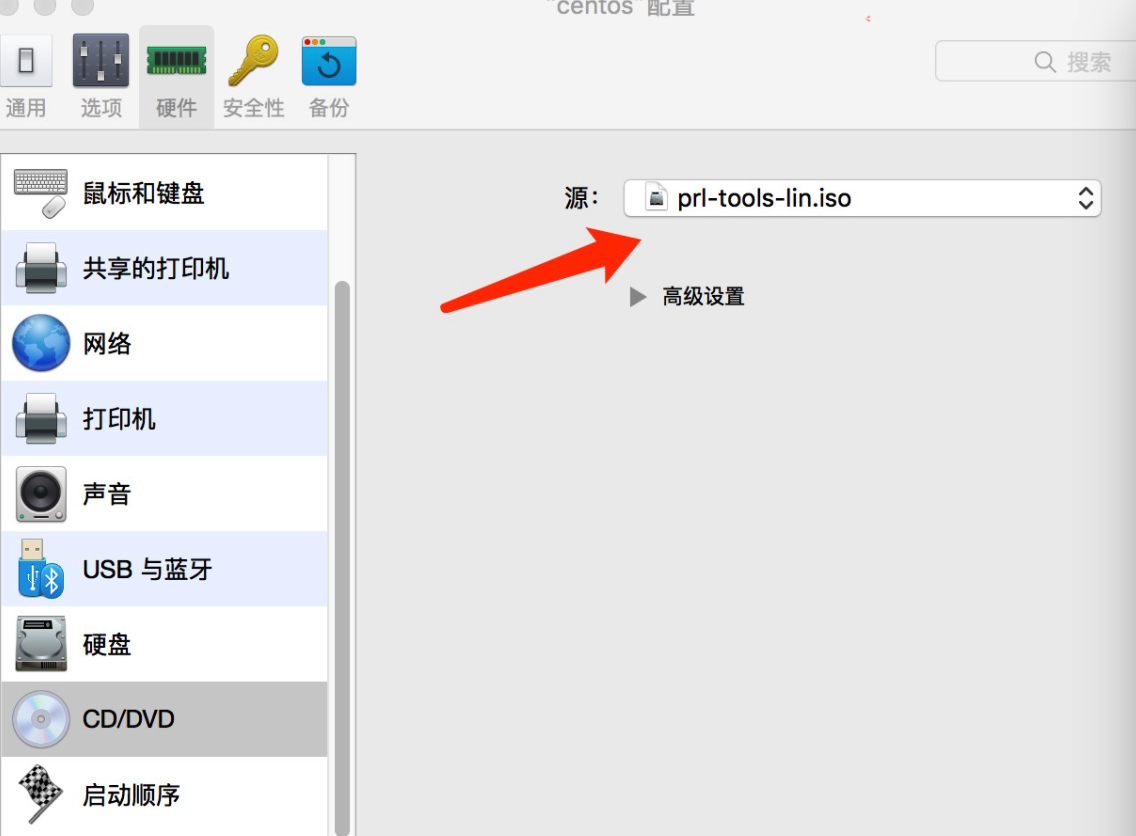 "centos"配置
通用
选项
硬件
安全性
备份
搜索
鼠标和键盘
共享的打印机
网络
打印机
声音
USB 与蓝牙
硬盘
CD/DVD
启动顺序
源：
prl-tools-lin.iso
高级设置